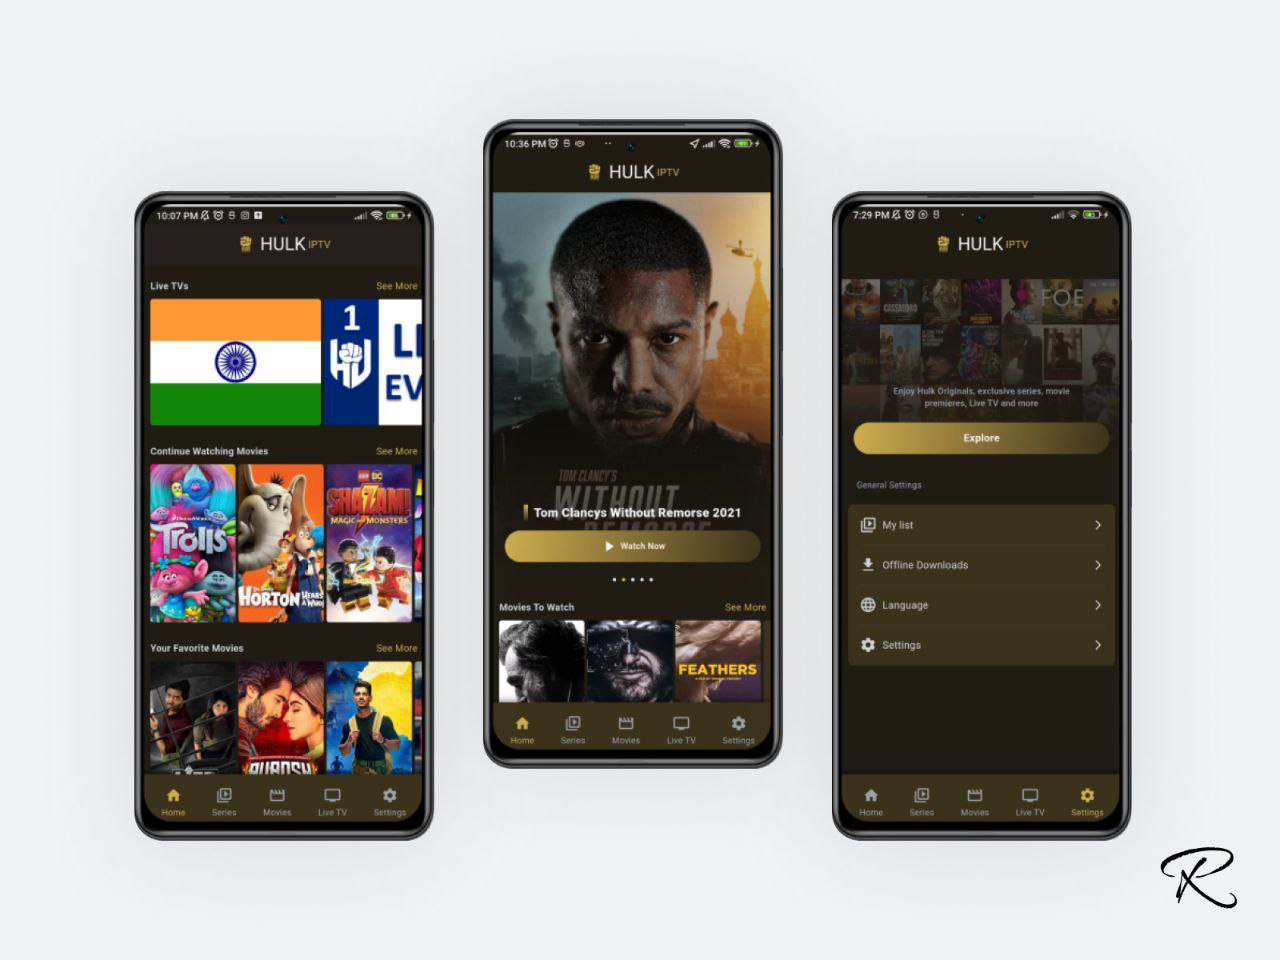 10:07 PM
HULK IPTV
Live TVs See More
1
Continue Watching Movies See More
DREAMWORKS
Trolls
HORTON HEARS
A WHO!
LEGO DC
SHAZAM!
MAGIC AND MONSTERS
Your Favorite Movies See More
Home Series Movies Live TV Settings
10:36 PM
HULK IPTV
TOM CLANCY'S
WITHOUT
REMORSE
Tom Clancys Without Remorse 2021
Watch Now
Movies To Watch See More
FEATHERS
Home Series Movies Live TV Settings
7:29 PM
HULK IPTV
Enjoy Hulk Originals, exclusive series, movie
premieres, Live TV and more
Explore
General Settings
My list
Offline Downloads
Language
Settings
Home Series Movies Live TV Settings
R